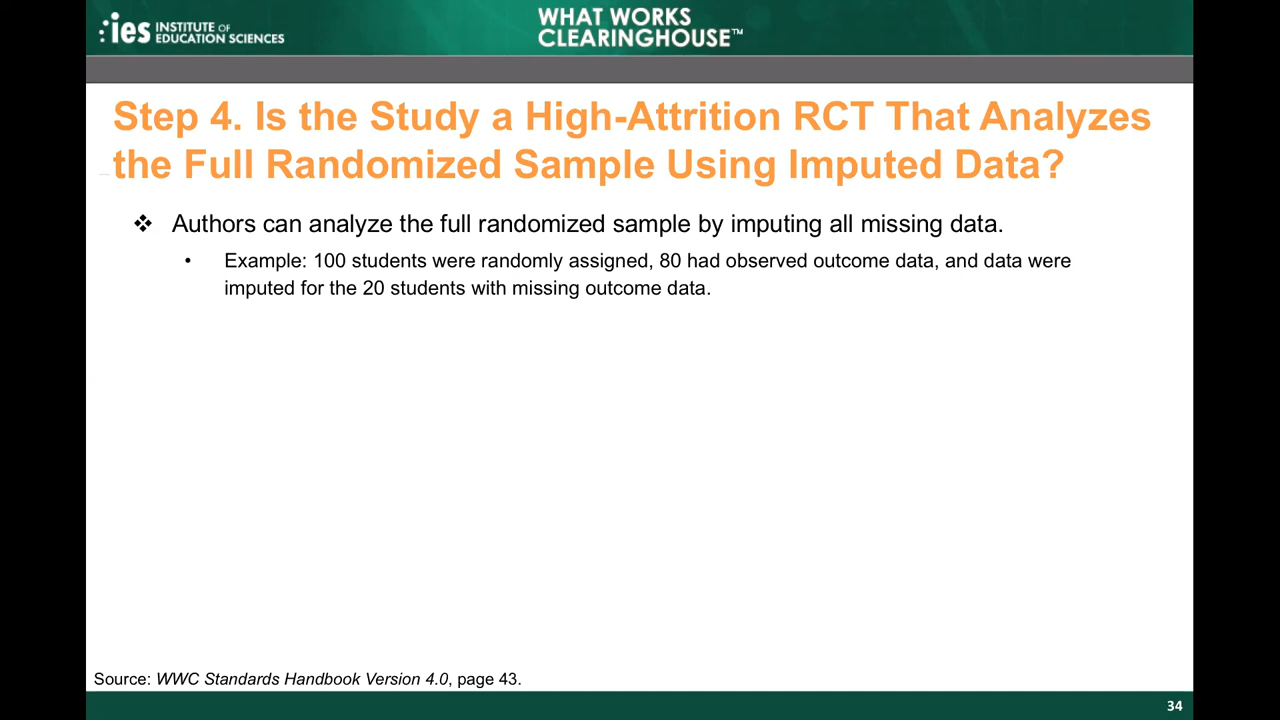 ies INSTITUTE OF
EDUCATION SCIENCES
WHAT WORKS
CLEARINGHOUSE™
Step 4. Is the Study a High-Attrition RCT That Analyzes
the Full Randomized Sample Using Imputed Data?
❖ Authors can analyze the full randomized sample by imputing all missing data.
• Example: 100 students were randomly assigned, 80 had observed outcome data, and data were
imputed for the 20 students with missing outcome data.
Source: WWC Standards Handbook Version 4.0, page 43.
34